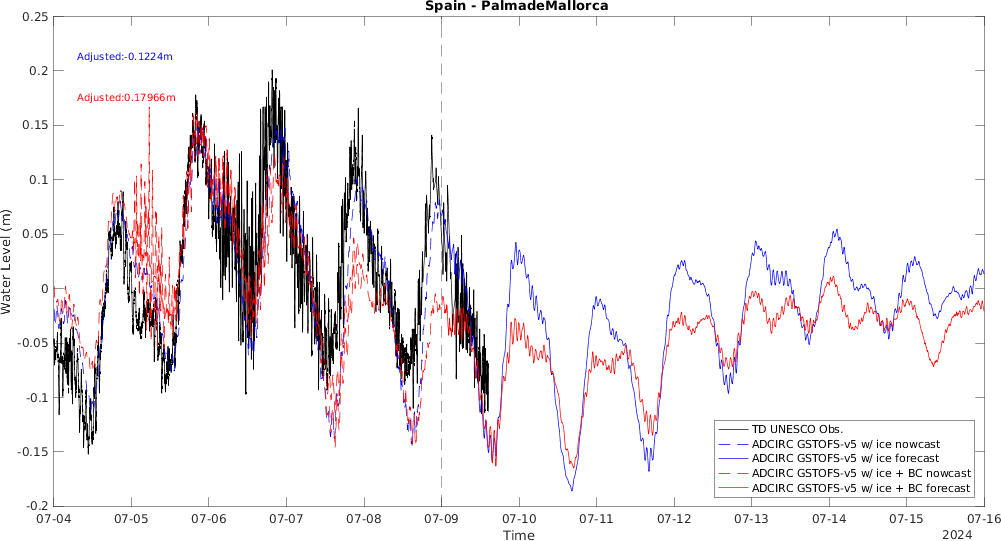 Spain - PalmadeMallorca
Adjusted:-0.1224m
Adjusted:0.17966m
0.25
0.2
0.15
0.1
0.05
0
-0.05
-0.1
-0.15
-0.2
Water Level (m)
TD UNESCO Obs.
ADCIRC GSTOFS-v5 w/ ice nowcast
ADCIRC GSTOFS-v5 w/ ice forecast
ADCIRC GSTOFS-v5 w/ ice + BC nowcast
ADCIRC GSTOFS-v5 w/ ice + BC forecast
07-04 07-05 07-06 07-07 07-08 07-09 07-10 07-11 07-12 07-13 07-14 07-15 07-16
Time
2024